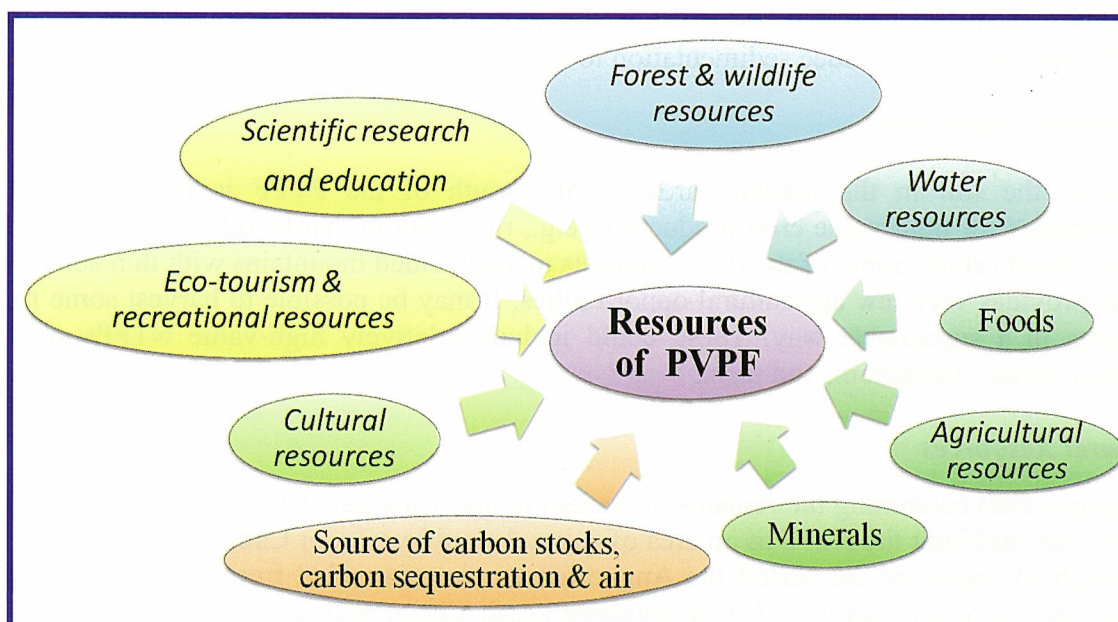 Forest & wildlife
resources
Scientific research
and education
Water
resources
Eco-tourism &
recreational resources
Resources
of PVPF
Foods
Cultural
resources
Agricultural
resources
Source of carbon stocks,
carbon sequestration & air
Minerals